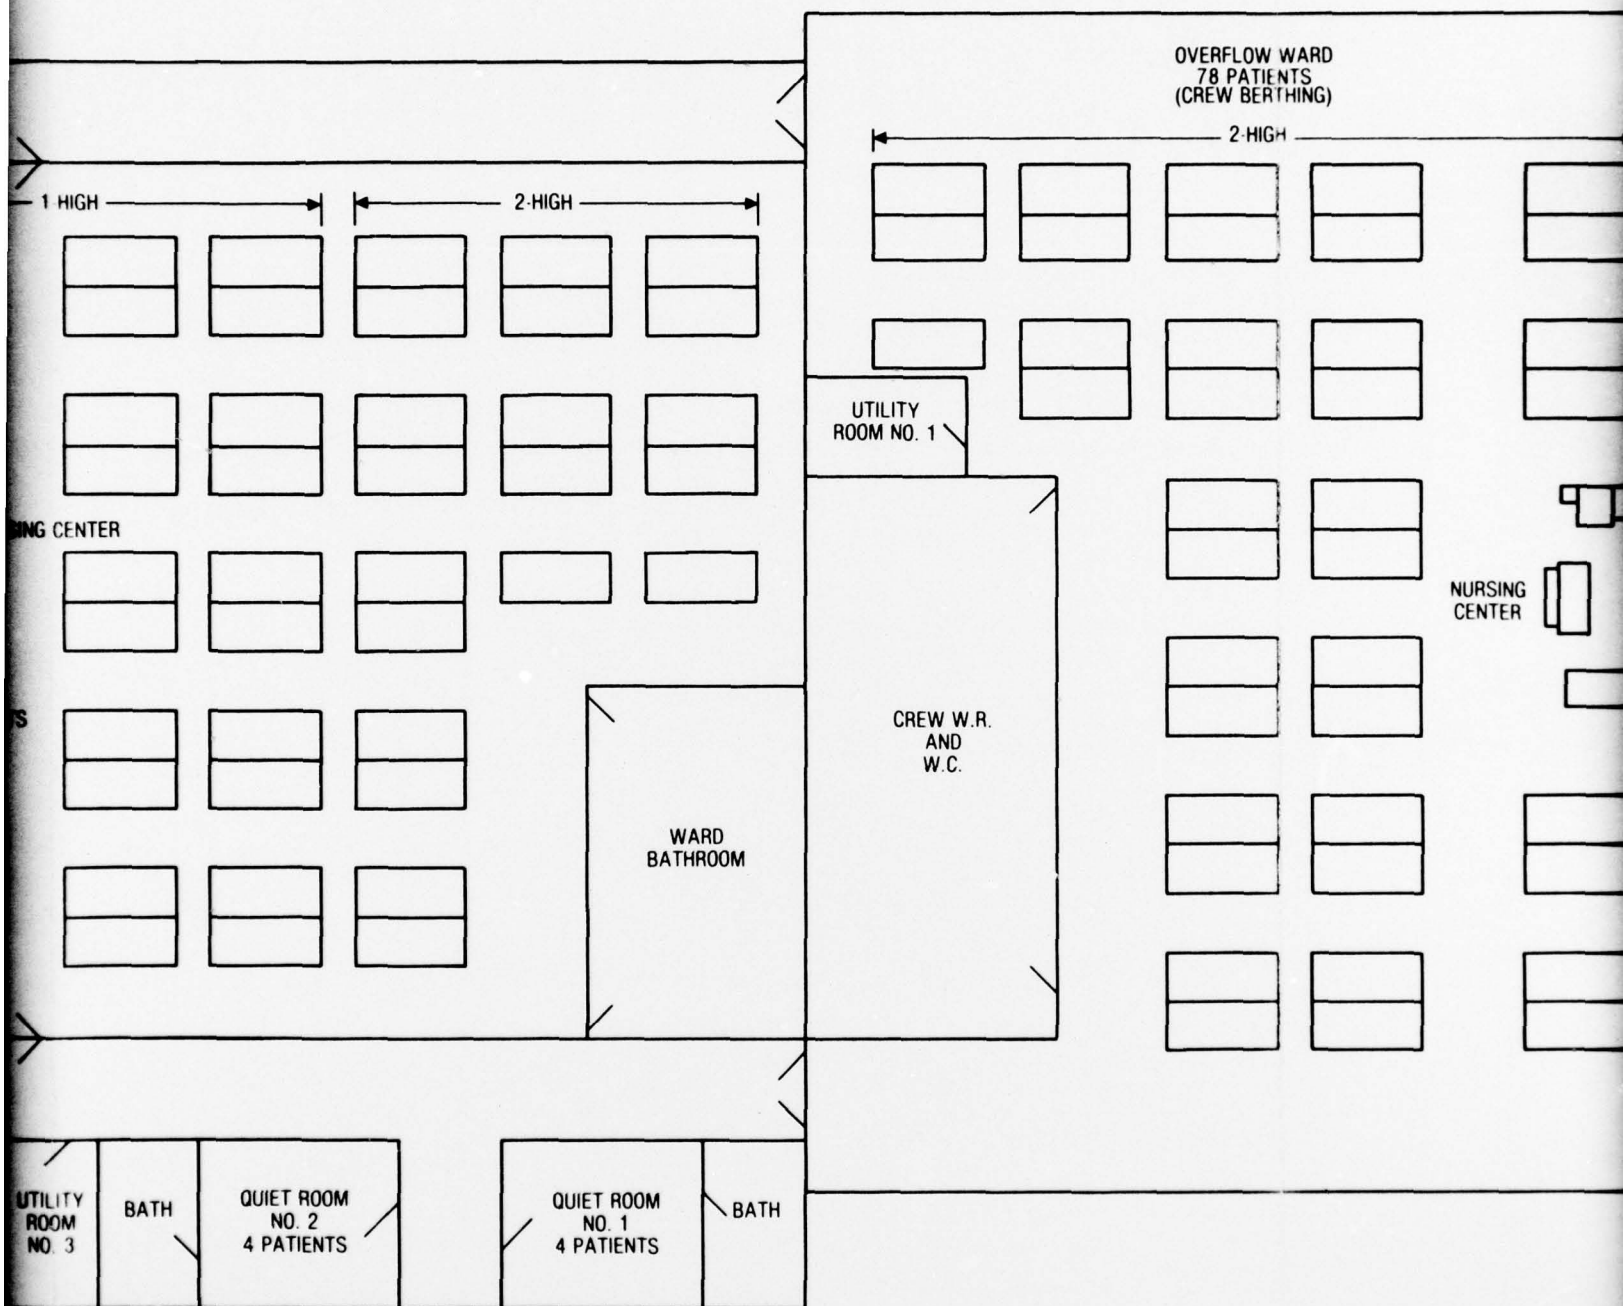 OVERFLOW WARD
78 PATIENTS
(CREW BERTHING)
2-HIGH
1-HIGH
2-HIGH
UTILITY
ROOM NO. 1
CENTER
NURSING
CENTER
CREW W.R.
AND
W.C.
WARD
BATHROOM
UTILITY
ROOM
NO. 3
BATH
QUIET ROOM
NO. 2
4 PATIENTS
QUIET ROOM
NO. 1
4 PATIENTS
BATH